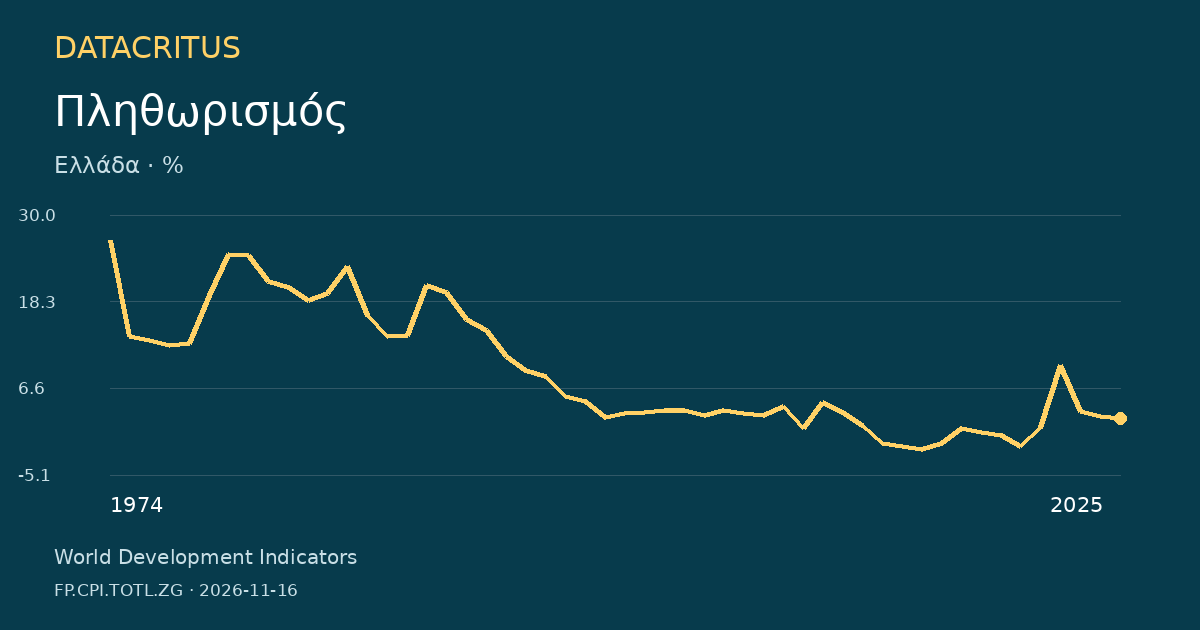 DATACRITUS
Πληθωρισμός
Ελλάδα · %
30.0
18.3
6.6
-5.1
1974 2025
World Development Indicators
FP.CPI.TOTL.ZG · 2026-11-16